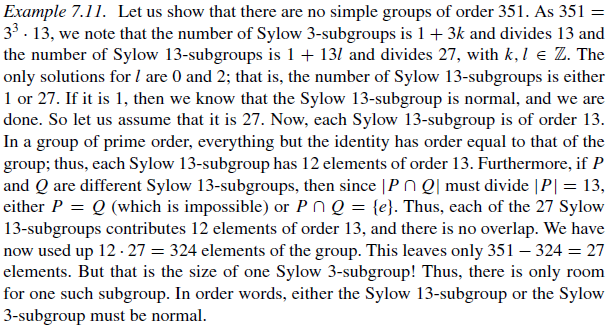 Example 7.11. Let us show that there are no simple groups of order 351. As 351 =
3³ · 13, we note that the number of Sylow 3-subgroups is 1 + 3k and divides 13 and
the number of Sylow 13-subgroups is 1 + 13l and divides 27, with k, l ∈ ℤ. The
only solutions for l are 0 and 2; that is, the number of Sylow 13-subgroups is either
1 or 27. If it is 1, then we know that the Sylow 13-subgroup is normal, and we are
done. So let us assume that it is 27. Now, each Sylow 13-subgroup is of order 13.
In a group of prime order, everything but the identity has order equal to that of the
group; thus, each Sylow 13-subgroup has 12 elements of order 13. Furthermore, if P
and Q are different Sylow 13-subgroups, then since |P ∩ Q| must divide |P| = 13,
either P = Q (which is impossible) or P ∩ Q = {e}. Thus, each of the 27 Sylow
13-subgroups contributes 12 elements of order 13, and there is no overlap. We have
now used up 12 · 27 = 324 elements of the group. This leaves only 351 − 324 = 27
elements. But that is the size of one Sylow 3-subgroup! Thus, there is only room
for one such subgroup. In order words, either the Sylow 13-subgroup or the Sylow
3-subgroup must be normal.